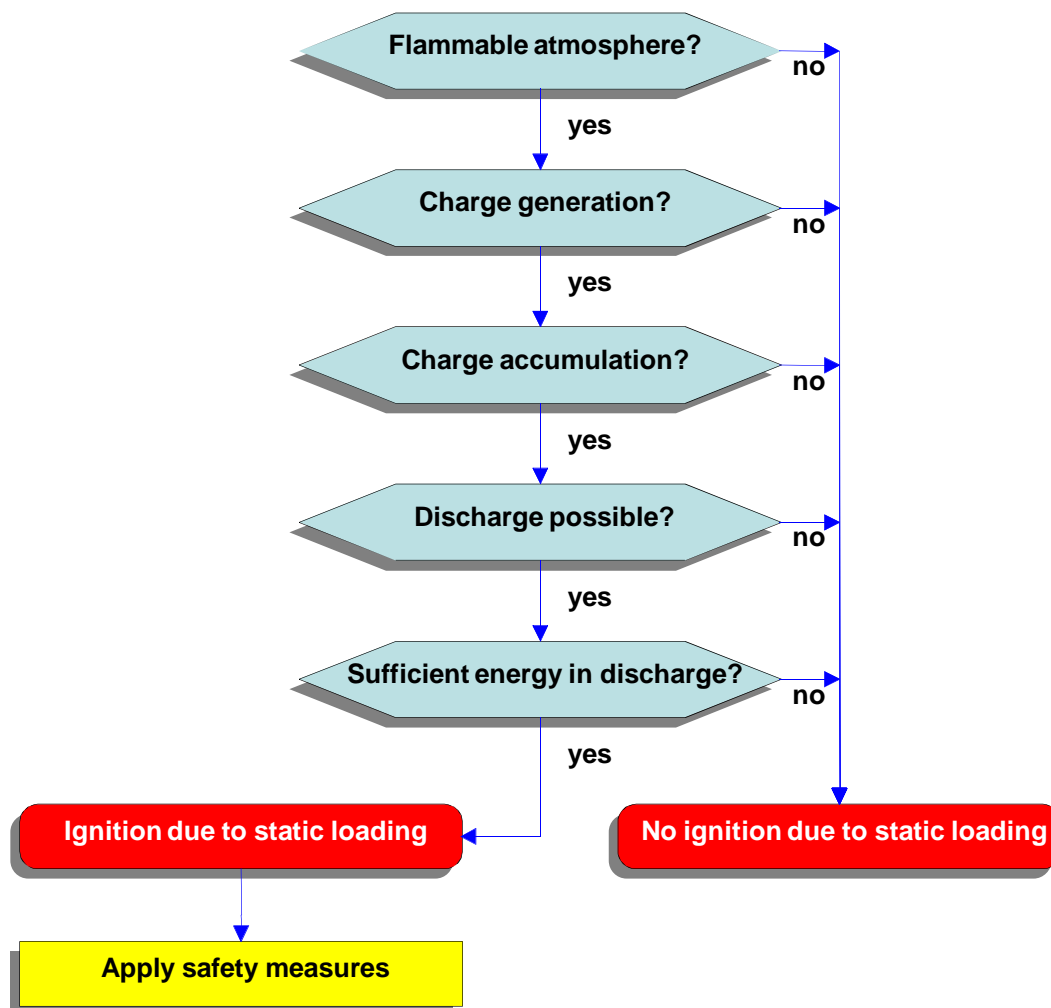 Flammable atmosphere?
no
yes
Charge generation?
no
yes
Charge accumulation?
no
yes
Discharge possible?
no
yes
Sufficient energy in discharge?
no
yes
Ignition due to static loading
No ignition due to static loading
Apply safety measures